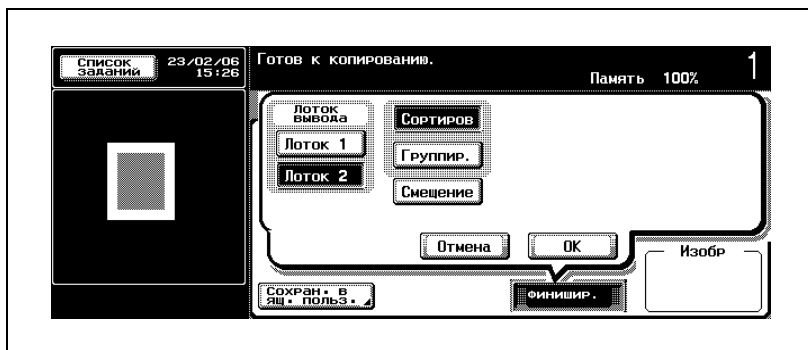 Список
заданий
23/02/06
15:26
Готов к копированию.
Память 100%
1
Лоток
вывода
Лоток 1
Лоток 2
Сортиров
Группир.
Смещение
Отмена
OK
Изобр
Сохран. в
ящ. польз.
Финишир.